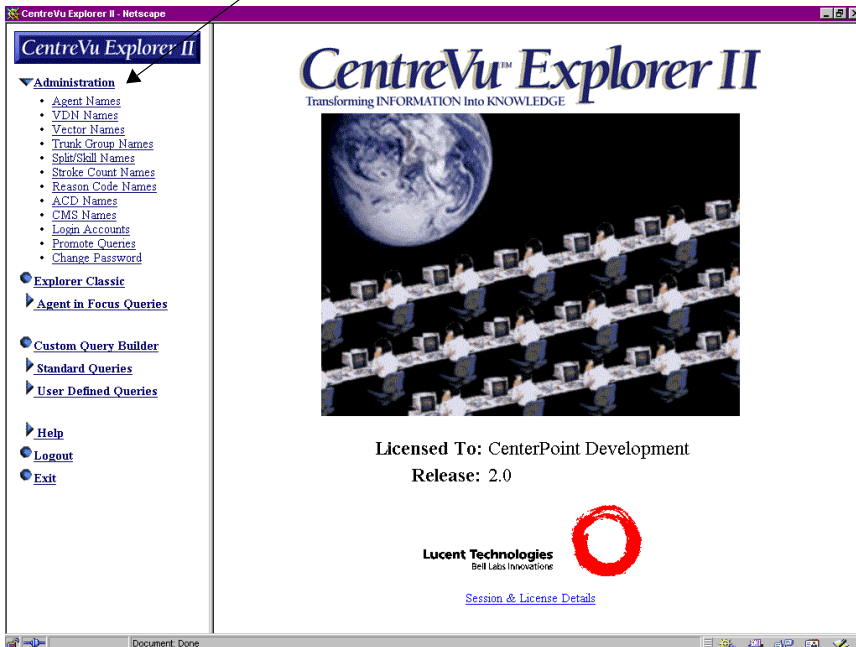 CentreVu Explorer II - Netscape
CentreVu Explorer II
Administration
• Agent Names
• VDN Names
• Vector Names
• Trunk Group Names
• Split/Skill Names
• Stroke Count Names
• Reason Code Names
• ACD Names
• CMS Names
• Login Accounts
• Promote Queries
• Change Password
Explorer Classic
Agent in Focus Queries
Custom Query Builder
Standard Queries
User Defined Queries
Help
Logout
Exit
CentreVu™ Explorer II
Transforming INFORMATION Into KNOWLEDGE
Licensed To: CenterPoint Development
Release: 2.0
Lucent Technologies
Bell Labs Innovations
Session & License Details
Document: Done